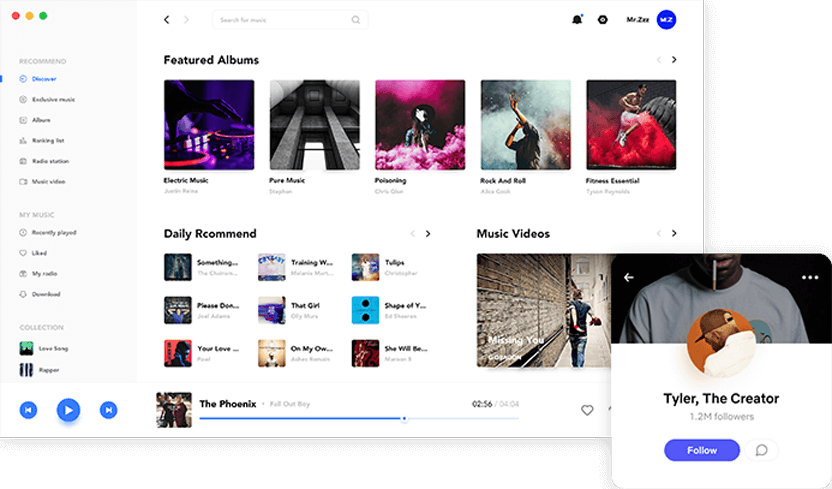 Search for music
Mr.Zzz
M.Z
RECOMMEND
Discover
Exclusive music
Album
Ranking list
Radio station
Music video
MY MUSIC
Recently played
Liked
My radio
Download
COLLECTION
Love Song
Rapper
Featured Albums
Electric Music
Justin Reina
Pure Music
Stephan
Poisoning
Chris Glue
Rock And Roll
Alice Cook
Fitness Essential
Tyson Reynolds
Daily Rcommend
Something...
The Chainsm...
Training W...
Melanie Mart...
Tulips
Christopher
Please Don...
Joel Adams
That Girl
Olly Murs
Shape of Y...
Ed Sheeran
Your Love ...
On My Ow...
Ashes Remain
She Will Be...
Maroon 5
Music Videos
Missing You
The Phoenix • Fall Out Boy
02:56 / 04:04
Tyler, The Creator
1.2M followers
Follow